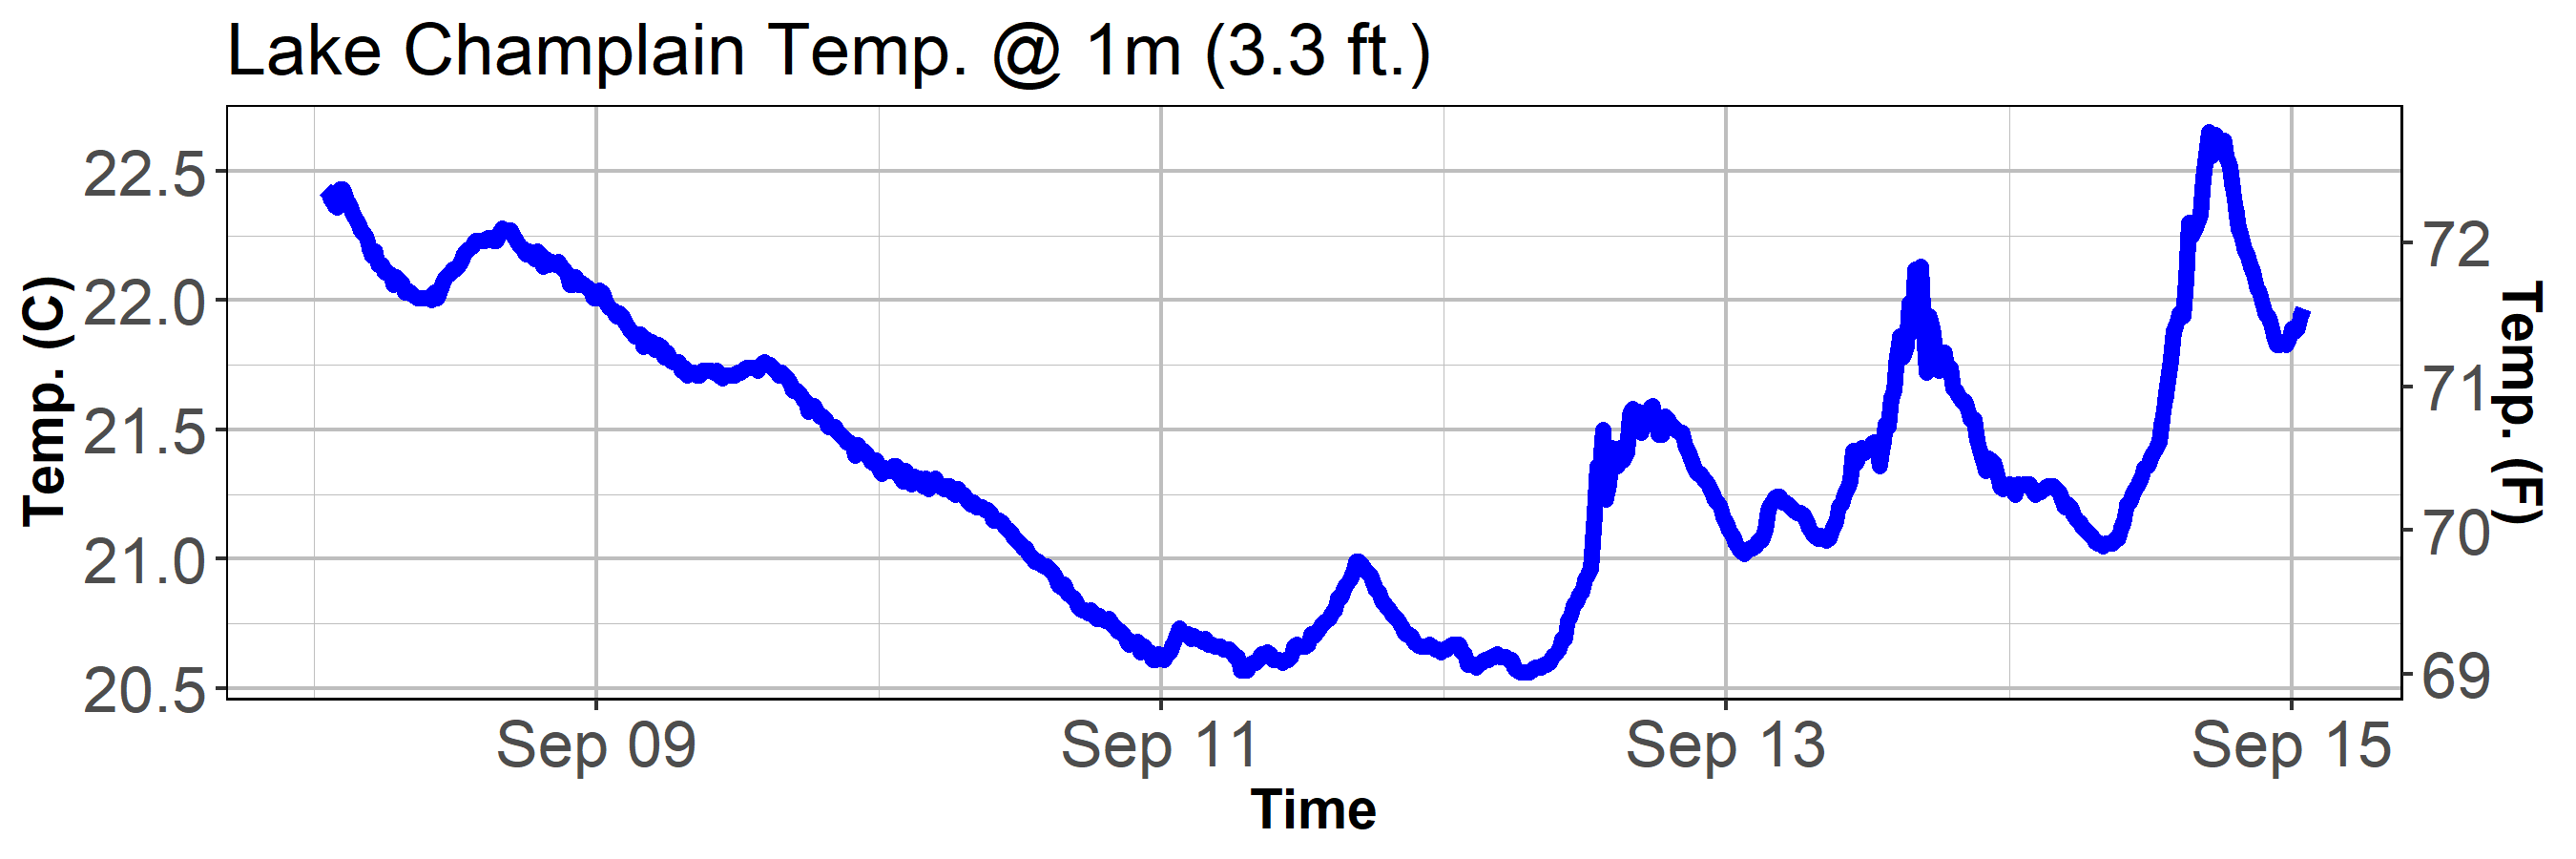 Lake Champlain Temp. @ 1m (3.3 ft.)
Temp. (C)
22.5
22.0
21.5
21.0
20.5
72
71
70
69
Temp. (F)
Sep 09 Sep 11 Sep 13 Sep 15
Time